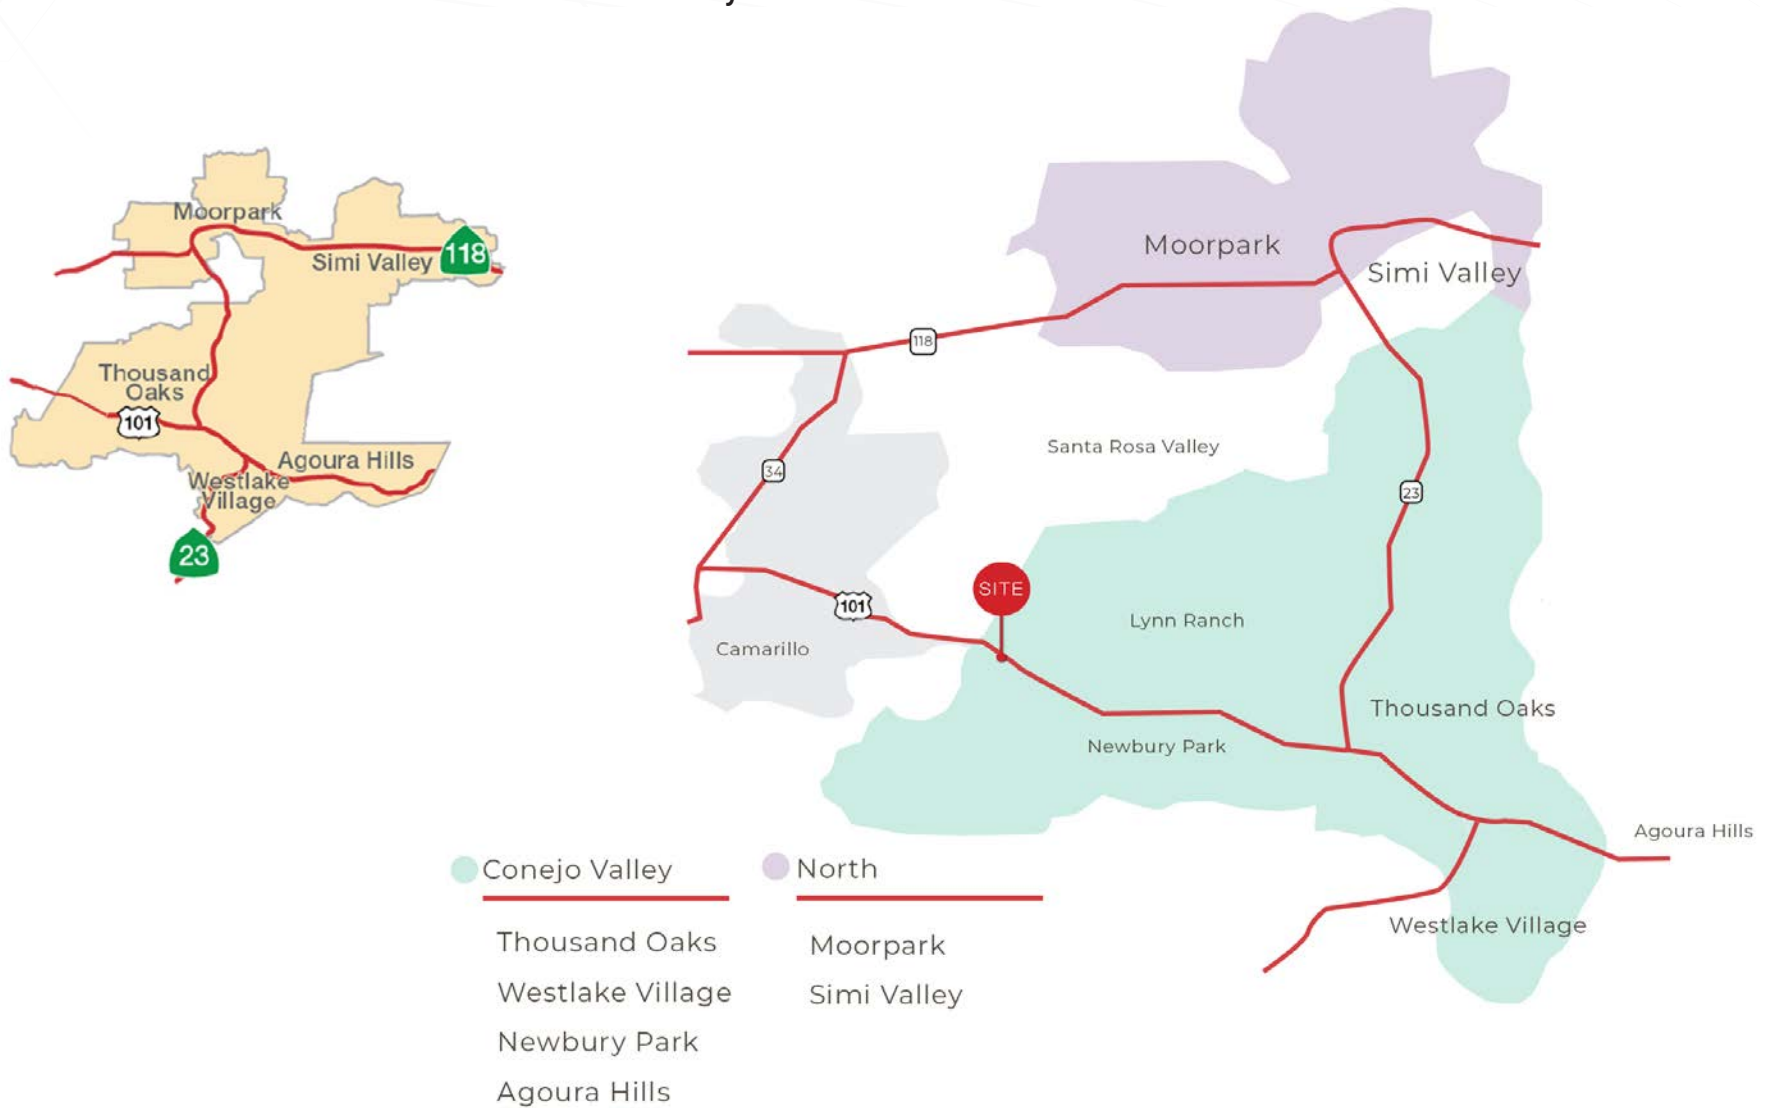 Moorpark
Simi Valley
118
Thousand
Oaks
101
Agoura Hills
Westlake
Village
23
Moorpark
Simi Valley
118
Santa Rosa Valley
34
23
SITE
101
Lynn Ranch
Camarillo
Thousand Oaks
Newbury Park
Agoura Hills
Westlake Village
Conejo Valley
Thousand Oaks
Westlake Village
Newbury Park
Agoura Hills
North
Moorpark
Simi Valley